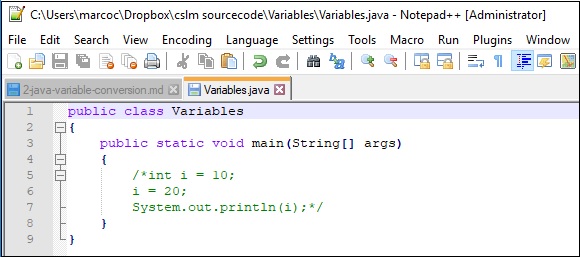 C:\Users\marcoc\Dropbox\cslm sourcecode\Variables\Variables.java - Notepad++ [Administrator]
File Edit Search View Encoding Language Settings Tools Macro Run Plugins Window
2-java-variable-conversion.md Variables.java
1 public class Variables
2 {
3 public static void main(String[] args)
4 {
5 /*int i = 10;
6 i = 20;
7 System.out.println(i);*/
8 }
9 }